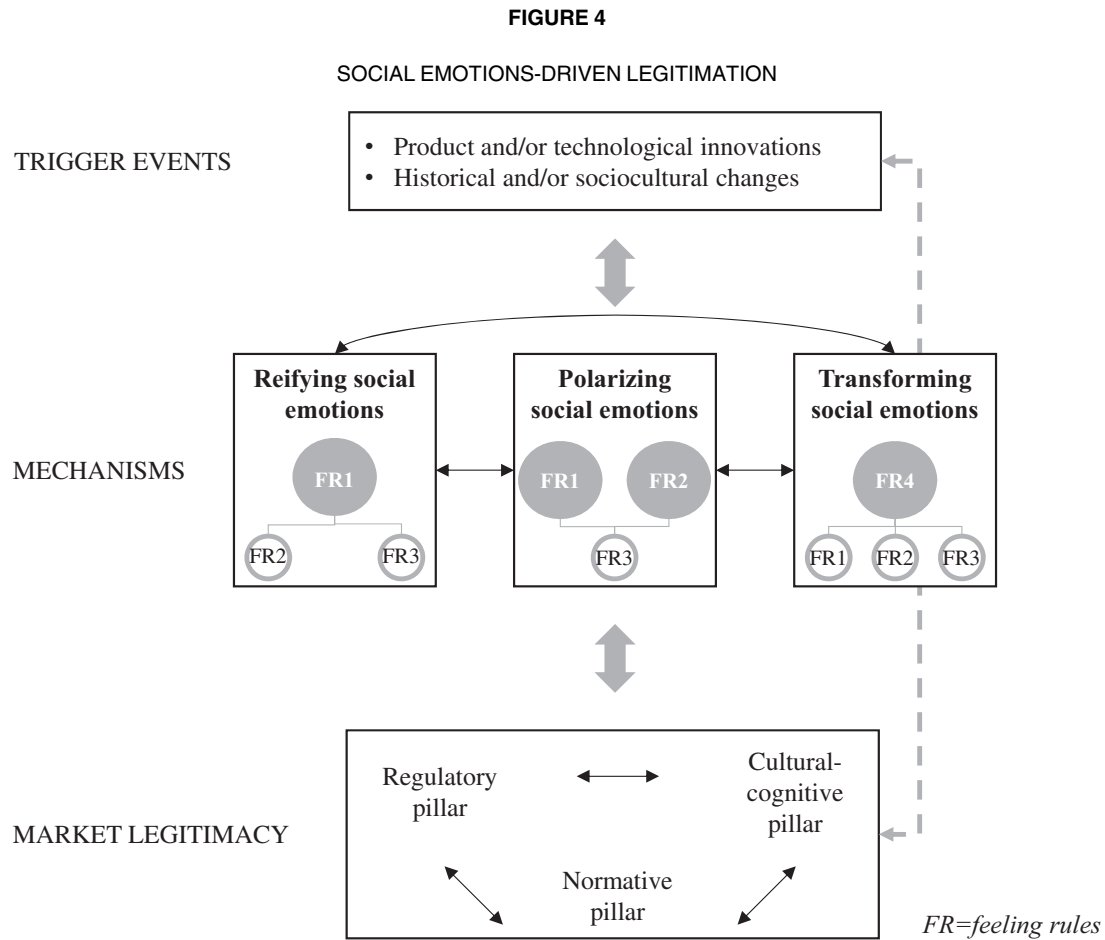 FIGURE 4
SOCIAL EMOTIONS-DRIVEN LEGITIMATION
TRIGGER EVENTS
• Product and/or technological innovations
• Historical and/or sociocultural changes
MECHANISMS
Reifying social
emotions
FR1
FR2 FR3
Polarizing
social emotions
FR1 FR2
FR3
Transforming
social emotions
FR4
FR1 FR2 FR3
MARKET LEGITIMACY
Regulatory
pillar
Cultural-
cognitive
pillar
Normative
pillar
FR=feeling rules